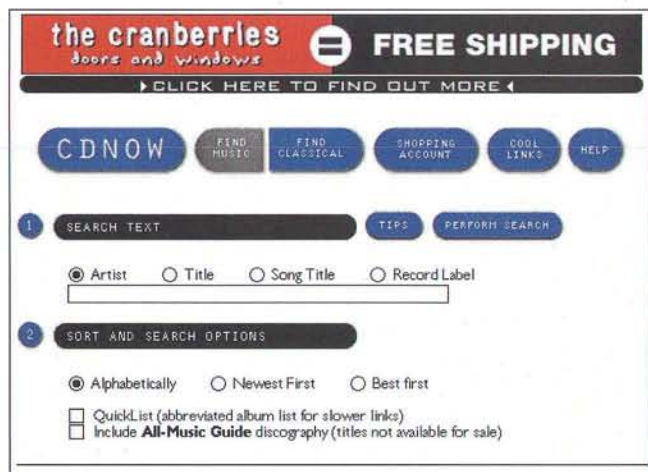 the cranberries
doors and windows
= FREE SHIPPING
CLICK HERE TO FIND OUT MORE
CDNOW
FIND MUSIC
FIND CLASSICAL
SHOPPING ACCOUNT
COOL LINKS
HELP
1 SEARCH TEXT TIPS PERFORM SEARCH
Artist Title Song Title Record Label
2 SORT AND SEARCH OPTIONS
Alphabetically Newest First Best first
QuickList (abbreviated album list for slower links)
Include All-Music Guide discography (titles not available for sale)